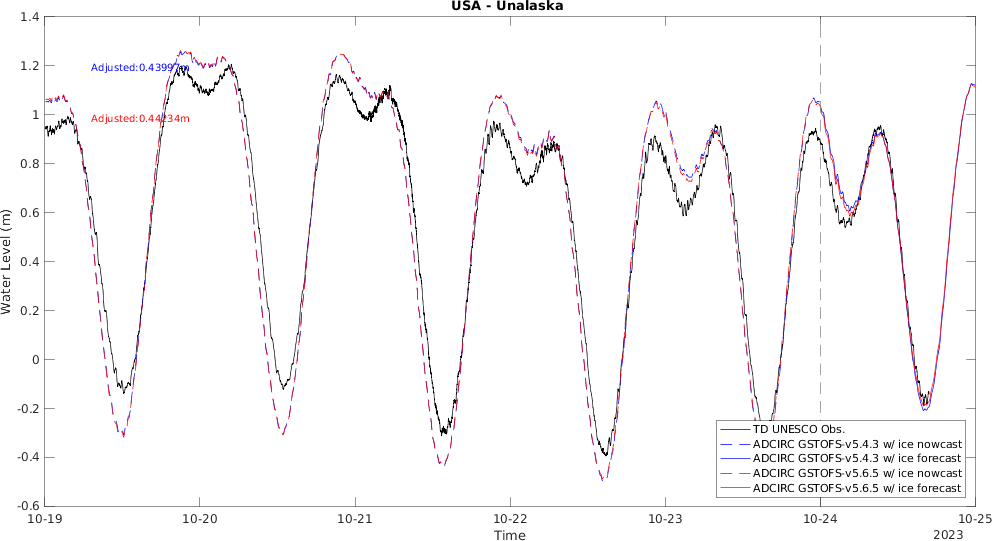 USA - Unalaska
1.4
1.2
1
0.8
0.6
0.4
0.2
0
-0.2
-0.4
-0.6
Water Level (m)
Adjusted:0.4399 m
Adjusted:0.44234m
TD UNESCO Obs.
ADCIRC GSTOFS-v5.4.3 w/ ice nowcast
ADCIRC GSTOFS-v5.4.3 w/ ice forecast
ADCIRC GSTOFS-v5.6.5 w/ ice nowcast
ADCIRC GSTOFS-v5.6.5 w/ ice forecast
10-19 10-20 10-21 10-22 10-23 10-24 10-25
Time
2023